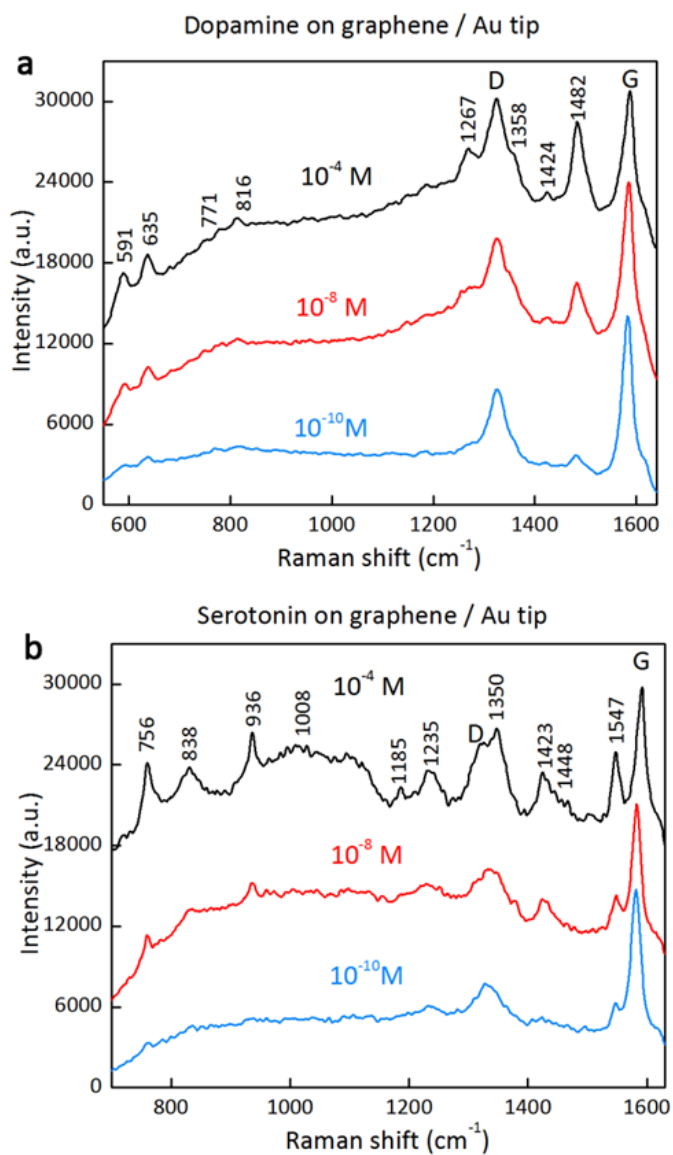 Dopamine on graphene / Au tip
a
D
G
591
635
771
816
1267
1358
1424
1482
10⁻⁴ M
10⁻⁸ M
10⁻¹⁰M
30000
24000
18000
12000
6000
0
Intensity (a.u.)
600 800 1000 1200 1400 1600
Raman shift (cm⁻¹)
Serotonin on graphene / Au tip
b
G
D
756
838
936
1008
1185
1235
1350
1423
1448
1547
10⁻⁴ M
10⁻⁸ M
10⁻¹⁰M
30000
24000
18000
12000
6000
0
Intensity (a.u.)
800 1000 1200 1400 1600
Raman shift (cm⁻¹)